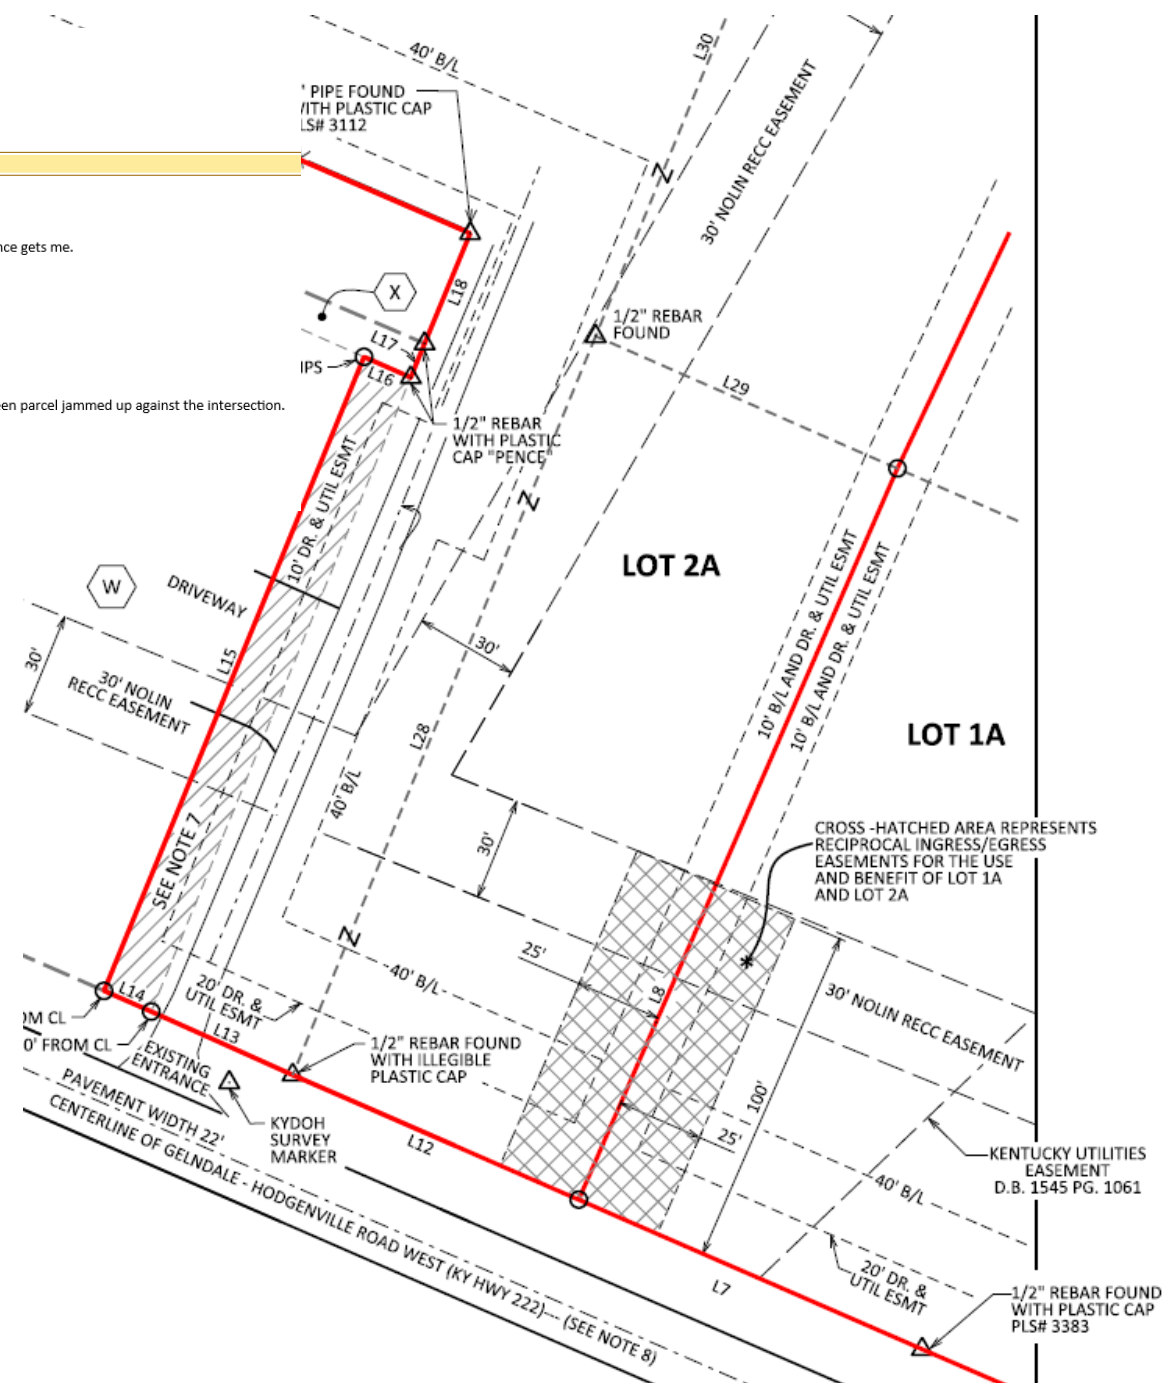 40' B/L
L30
' PIPE FOUND
WITH PLASTIC CAP
LS# 3112
30' NOLIN RECC EASEMENT
nce gets me.
X
L18
1/2" REBAR
FOUND
L17
IPS
L16
L29
een parcel jammed up against the intersection.
1/2" REBAR
WITH PLASTIC
CAP "PENCE"
Z
Z
10' DR. & UTIL ESMT
LOT 2A
W
DRIVEWAY
10' B/L AND DR. & UTIL ESMT
10' B/L AND DR. & UTIL ESMT
30'
30'
L15
30' NOLIN
RECC EASEMENT
L28
LOT 1A
40' B/L
SEE NOTE 7
30'
CROSS -HATCHED AREA REPRESENTS
RECIPROCAL INGRESS/EGRESS
EASEMENTS FOR THE USE
AND BENEFIT OF LOT 1A
AND LOT 2A
Z
25'
40' B/L
L8
30' NOLIN RECC EASEMENT
L14
20' DR. &
UTIL ESMT
OM CL
0' FROM CL
L13
EXISTING
ENTRANCE
1/2" REBAR FOUND
WITH ILLEGIBLE
PLASTIC CAP
100'
PAVEMENT WIDTH 22'
KYDOH
SURVEY
MARKER
L12
25'
KENTUCKY UTILITIES
EASEMENT
D.B. 1545 PG. 1061
40' B/L
CENTERLINE OF GELNDALE - HODGENVILLE ROAD WEST (KY HWY 222) (SEE NOTE 8)
L7
20' DR. &
UTIL ESMT
1/2" REBAR FOUND
WITH PLASTIC CAP
PLS# 3383